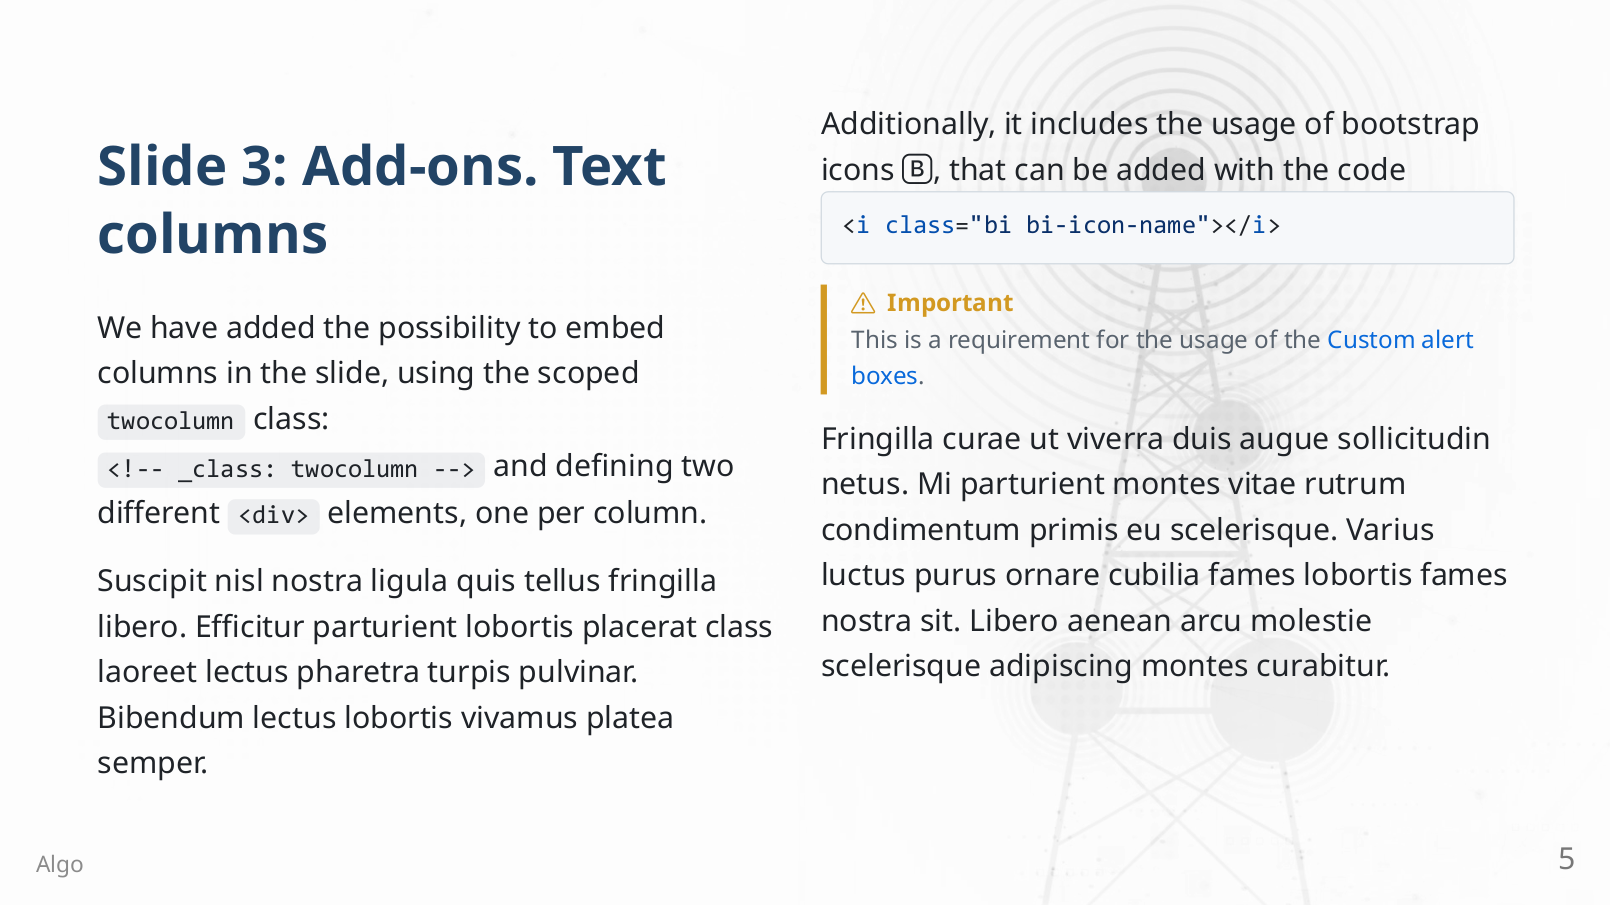 Slide 3: Add-ons. Text
columns
We have added the possibility to embed
columns in the slide, using the scoped
twocolumn class:
<!-- _class: twocolumn --> and defining two
different <div> elements, one per column.
Suscipit nisl nostra ligula quis tellus fringilla
libero. Efficitur parturient lobortis placerat class
laoreet lectus pharetra turpis pulvinar.
Bibendum lectus lobortis vivamus platea
semper.
Additionally, it includes the usage of bootstrap
icons B, that can be added with the code
<i class="bi bi-icon-name"></i>
Important
This is a requirement for the usage of the Custom alert
boxes.
Fringilla curae ut viverra duis augue sollicitudin
netus. Mi parturient montes vitae rutrum
condimentum primis eu scelerisque. Varius
luctus purus ornare cubilia fames lobortis fames
nostra sit. Libero aenean arcu molestie
scelerisque adipiscing montes curabitur.
Algo
5